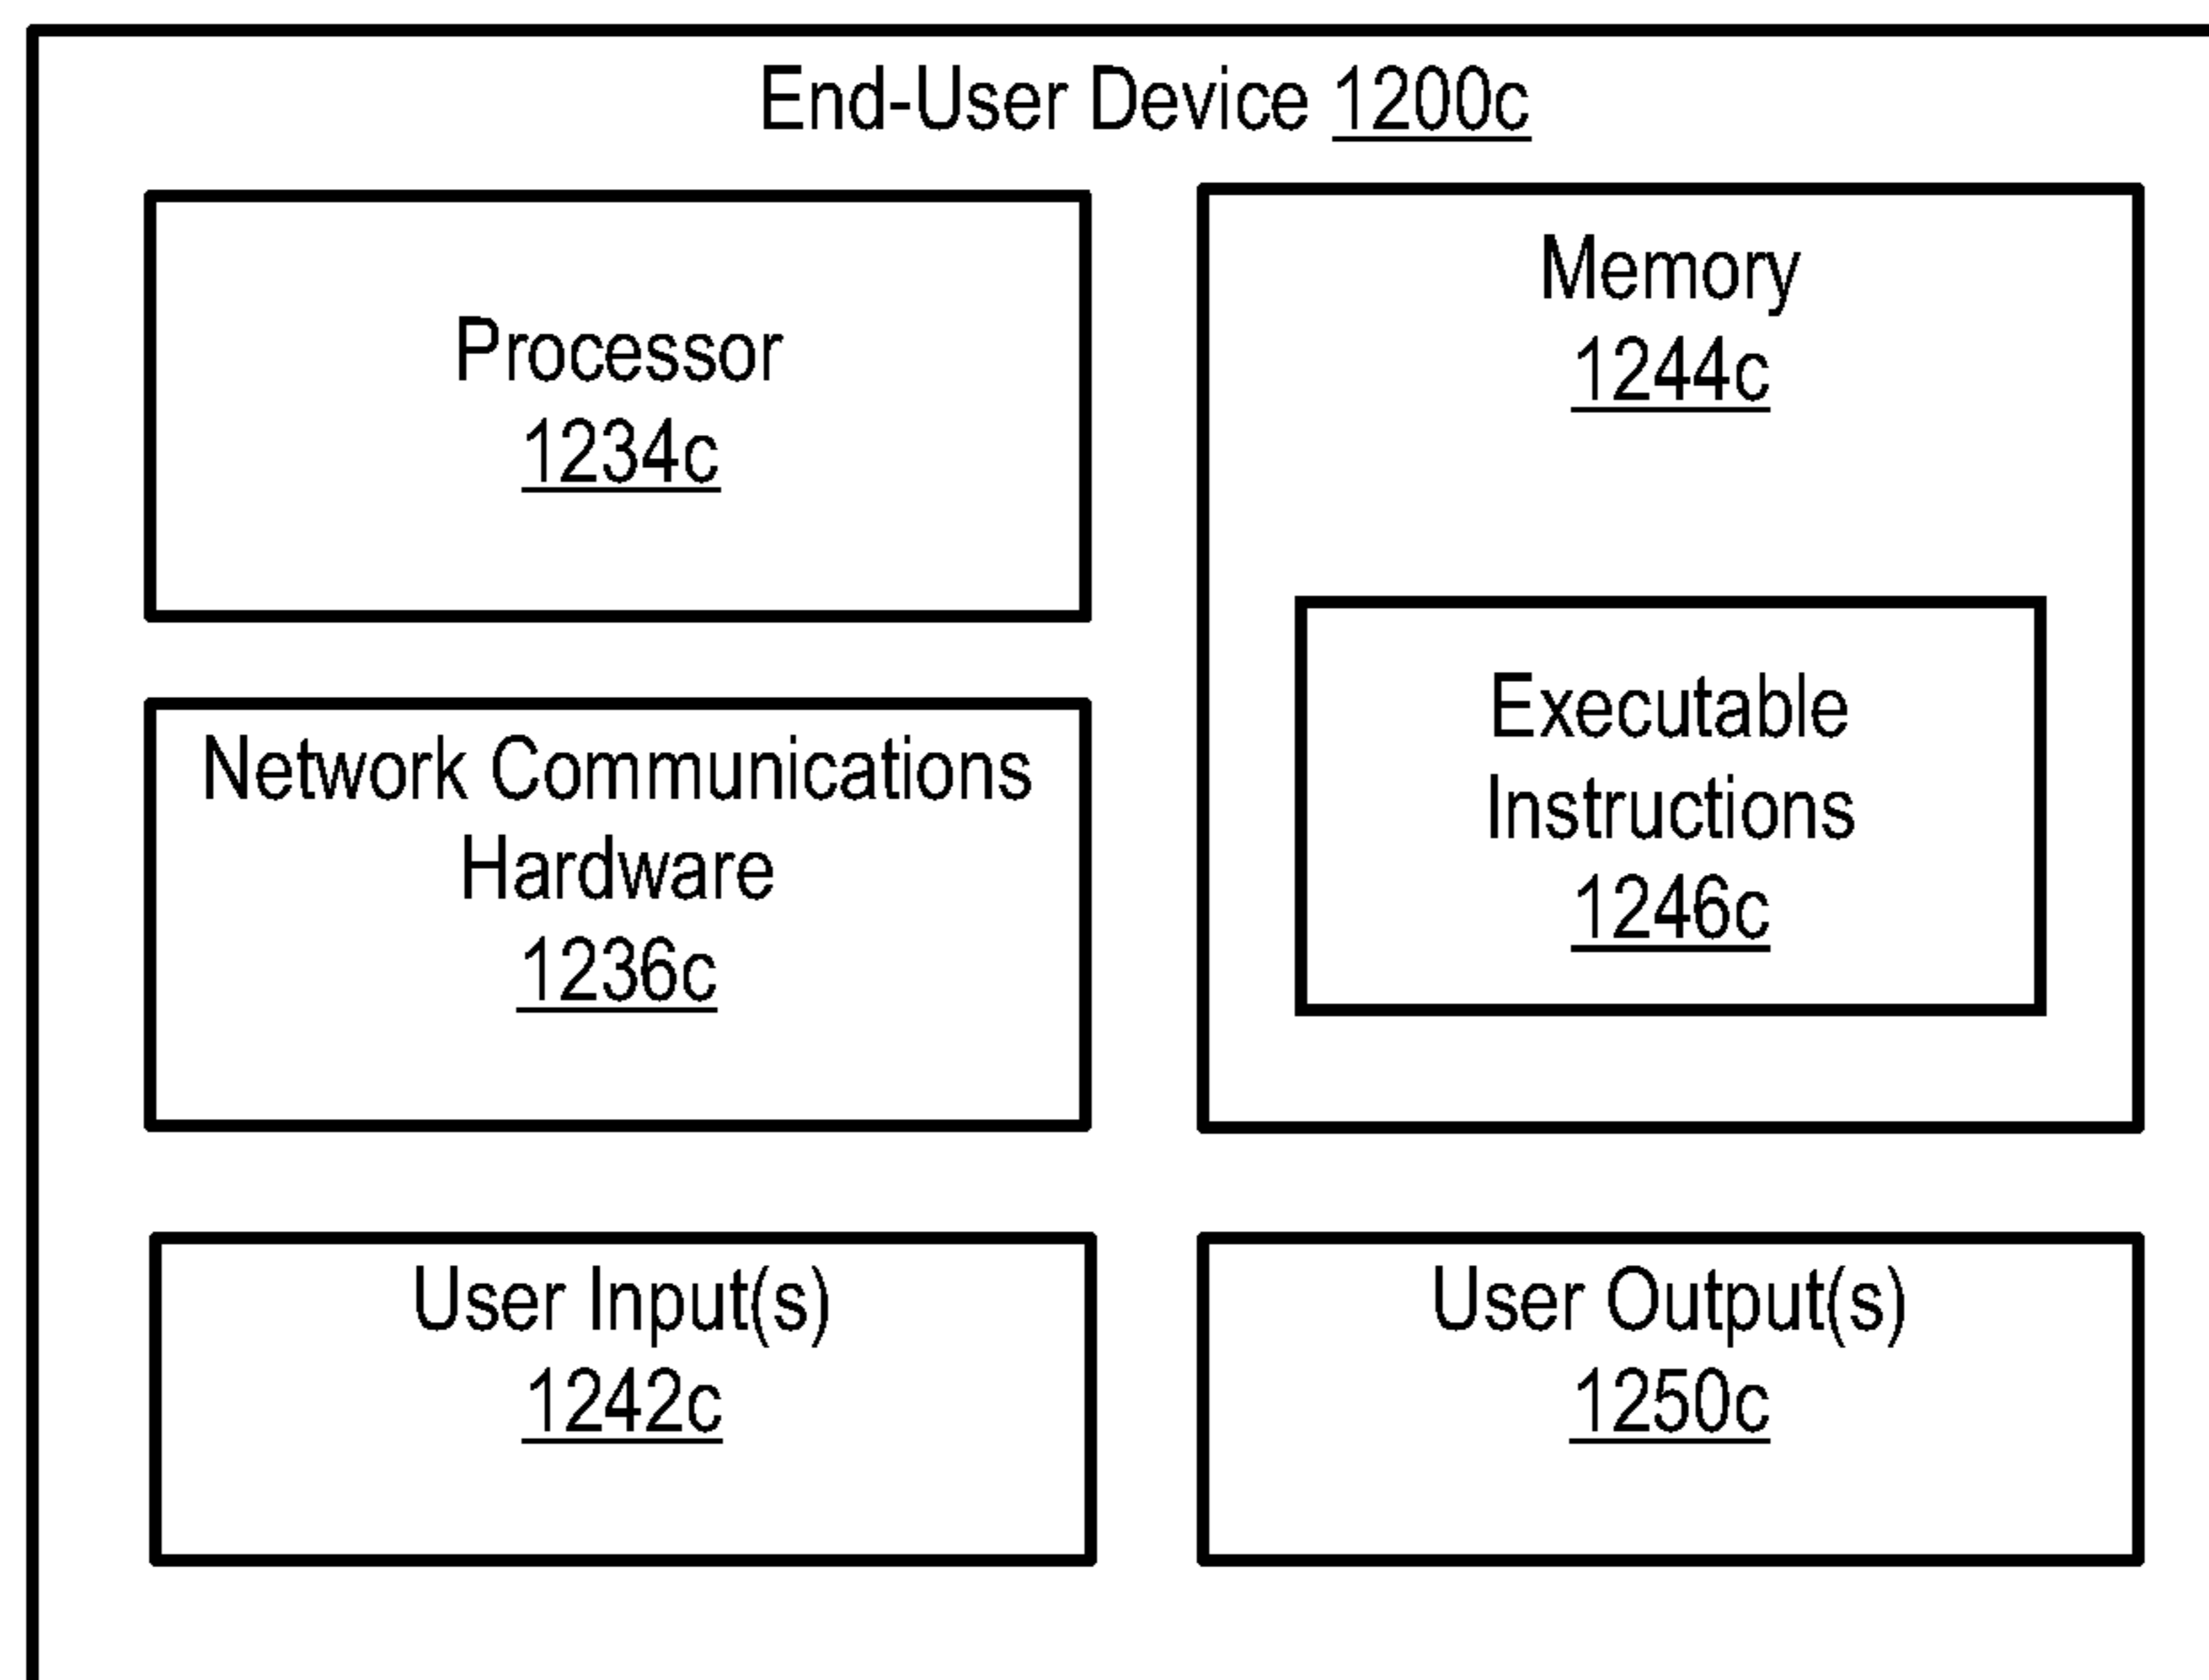 End-User Device 1200c
Processor
1234c
Memory
1244c
Network Communications
Hardware
1236c
Executable
Instructions
1246c
User Input(s)
1242c
User Output(s)
1250c